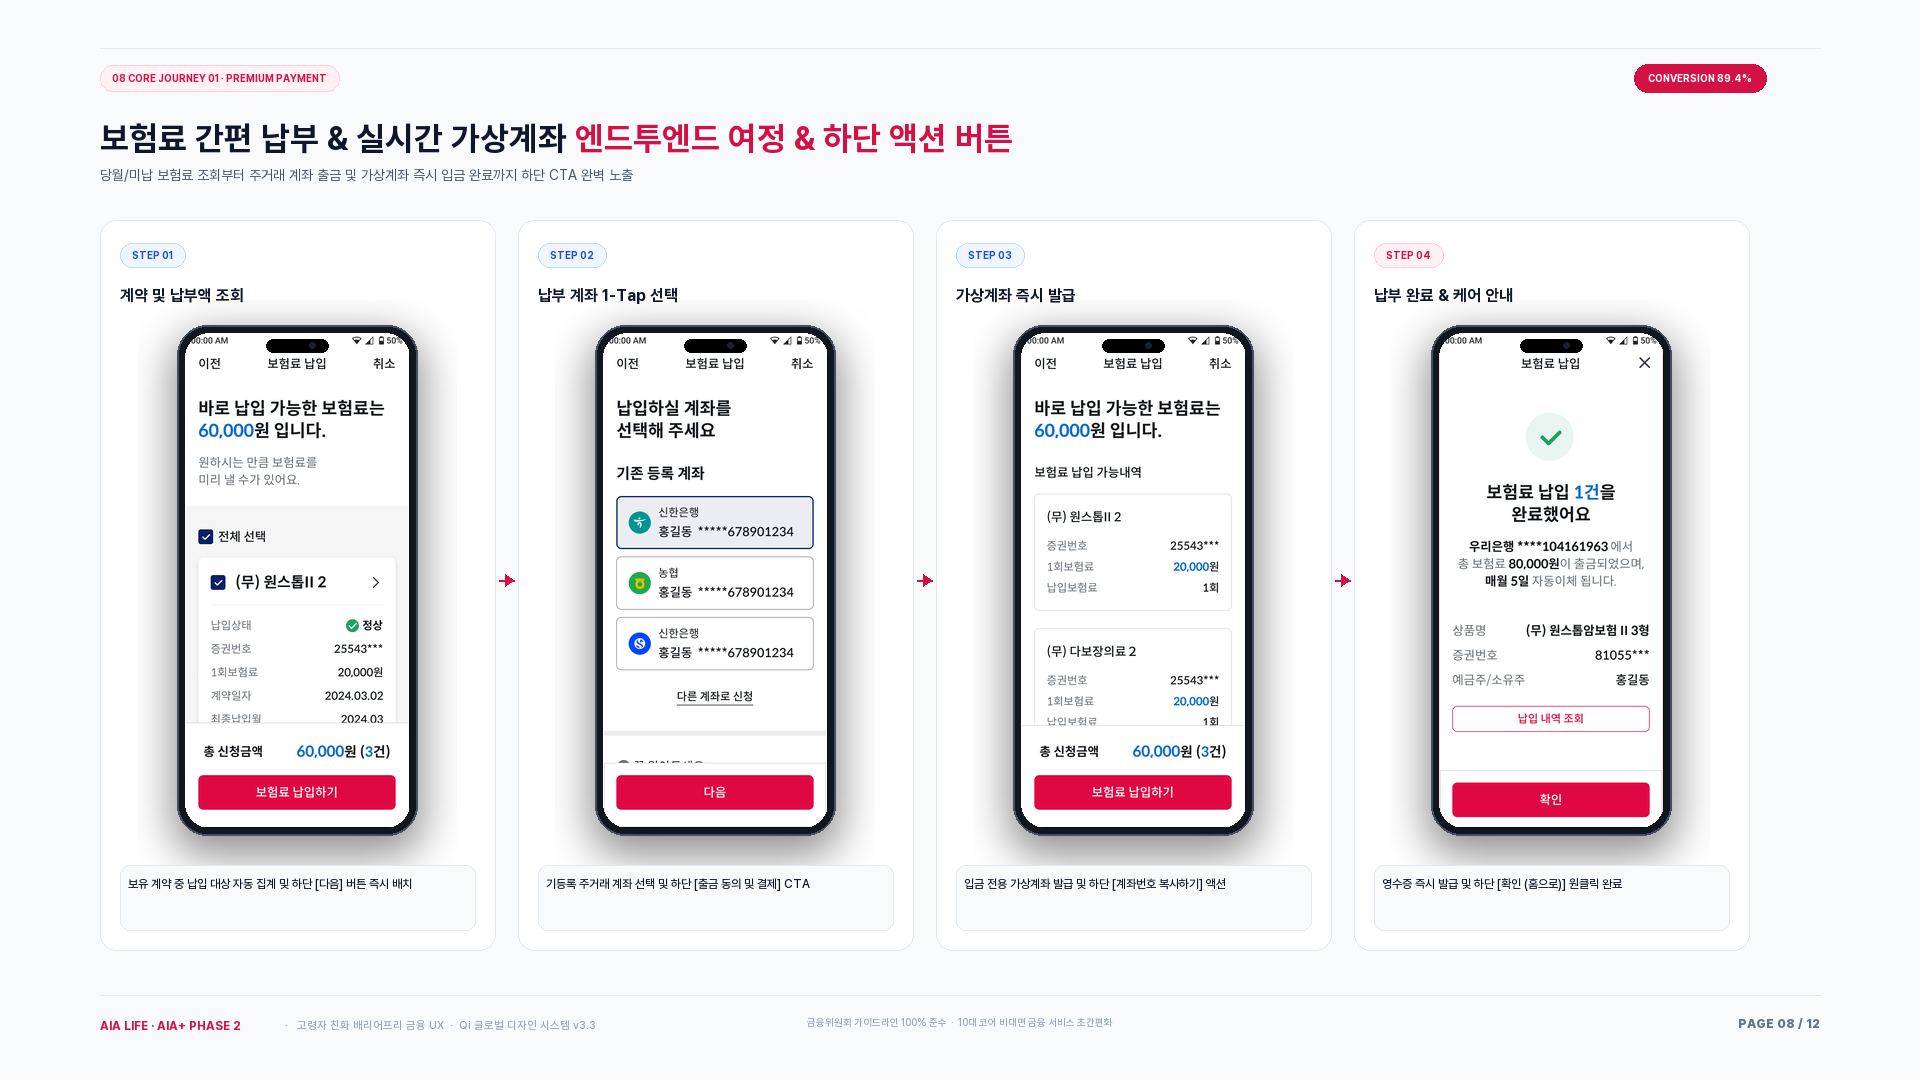 08 CORE JOURNEY 01 · PREMIUM PAYMENT
CONVERSION 89.4%
보험료 간편 납부 & 실시간 가상계좌 엔드투엔드 여정 & 하단 액션 버튼
당월/미납 보험료 조회부터 주거래 계좌 출금 및 가상계좌 즉시 입금 완료까지 하단 CTA 완벽 노출
STEP 01
계약 및 납부액 조회
00:00 AM
50%
이전 보험료 납입 취소
바로 납입 가능한 보험료는
60,000원 입니다.
원하시는 만큼 보험료를
미리 낼 수가 있어요.
전체 선택
(무) 원스톱II 2
납입상태 정상
증권번호 25543***
1회보험료 20,000원
계약일자 2024.03.02
최종납입월 2024.03
총 신청금액 60,000원 (3건)
보험료 납입하기
보유 계약 중 납입 대상 자동 집계 및 하단 [다음] 버튼 즉시 배치
STEP 02
납부 계좌 1-Tap 선택
00:00 AM
50%
이전 보험료 납입 취소
납입하실 계좌를
선택해 주세요
기존 등록 계좌
신한은행
홍길동 *****678901234
농협
홍길동 *****678901234
신한은행
홍길동 *****678901234
다른 계좌로 신청
다음
기등록 주거래 계좌 선택 및 하단 [출금 동의 및 결제] CTA
STEP 03
가상계좌 즉시 발급
00:00 AM
50%
이전 보험료 납입 취소
바로 납입 가능한 보험료는
60,000원 입니다.
보험료 납입 가능내역
(무) 원스톱II 2
증권번호 25543***
1회보험료 20,000원
납입보험료 1회
(무) 다보장의료 2
증권번호 25543***
1회보험료 20,000원
납입보험료 1회
총 신청금액 60,000원 (3건)
보험료 납입하기
입금 전용 가상계좌 발급 및 하단 [계좌번호 복사하기] 액션
STEP 04
납부 완료 & 케어 안내
00:00 AM
50%
보험료 납입
보험료 납입 1건을
완료했어요
우리은행 ****104161963 에서
총 보험료 80,000원이 출금되었으며,
매월 5일 자동이체 됩니다.
상품명 (무) 원스톱암보험 II 3형
증권번호 81055***
예금주/소유주 홍길동
납입 내역 조회
확인
영수증 즉시 발급 및 하단 [확인 (홈으로)] 원클릭 완료
AIA LIFE · AIA+ PHASE 2
· 고령자 친화 배리어프리 금융 UX · Qi 글로벌 디자인 시스템 v3.3
금융위원회 가이드라인 100% 준수 · 10대 코어 비대면 금융 서비스 초간편화
PAGE 08 / 12